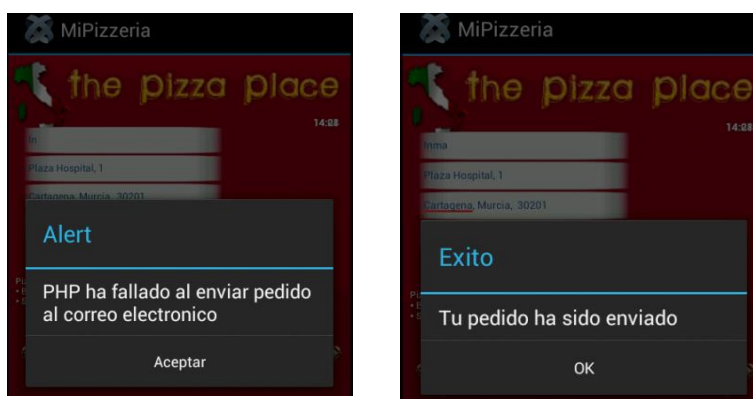 MiPizzeria
the pizza place
14:28
In
Plaza Hospital, 1
Cartagena, Murcia, 30201
Alert
PHP ha fallado al enviar pedido
al correo electronico
Aceptar
MiPizzeria
the pizza place
14:28
Inma
Plaza Hospital, 1
Cartagena, Murcia, 30201
Exito
Tu pedido ha sido enviado
OK